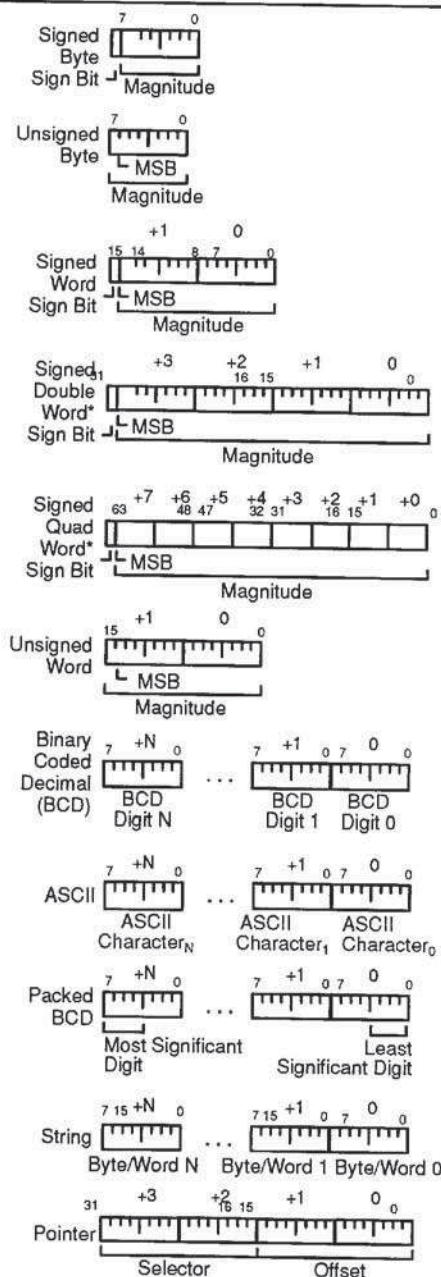 7 0
Signed
Byte
Sign Bit Magnitude
7 0
Unsigned
Byte
MSB
Magnitude
+1 0
15 14 8 7 0
Signed
Word
Sign Bit MSB
Magnitude
Signed +3 +2 +1 0
31 16 15 0
Double
Word*
Sign Bit MSB
Magnitude
Signed +7 +6 +5 +4 +3 +2 +1 +0
63 48 47 32 31 16 15 0
Quad
Word*
Sign Bit MSB
Magnitude
+1 0
15 0
Unsigned
Word
MSB
Magnitude
Binary
Coded
Decimal
(BCD)
7 +N 0 ... 7 +1 0 7 0 0
BCD BCD BCD
Digit N Digit 1 Digit 0
7 +N 0 7 +1 0 7 0 0
ASCII ...
ASCII ASCII ASCII
CharacterN Character1 Character0
7 +N 0 7 +1 0 7 0 0
Packed
BCD ...
Most Significant Least
Digit Significant Digit
7 15 +N 0 7 15 +1 0 7 0 0
String ...
Byte/Word N Byte/Word 1 Byte/Word 0
31 +3 +2 +1 0
16 15 0
Pointer
Selector Offset